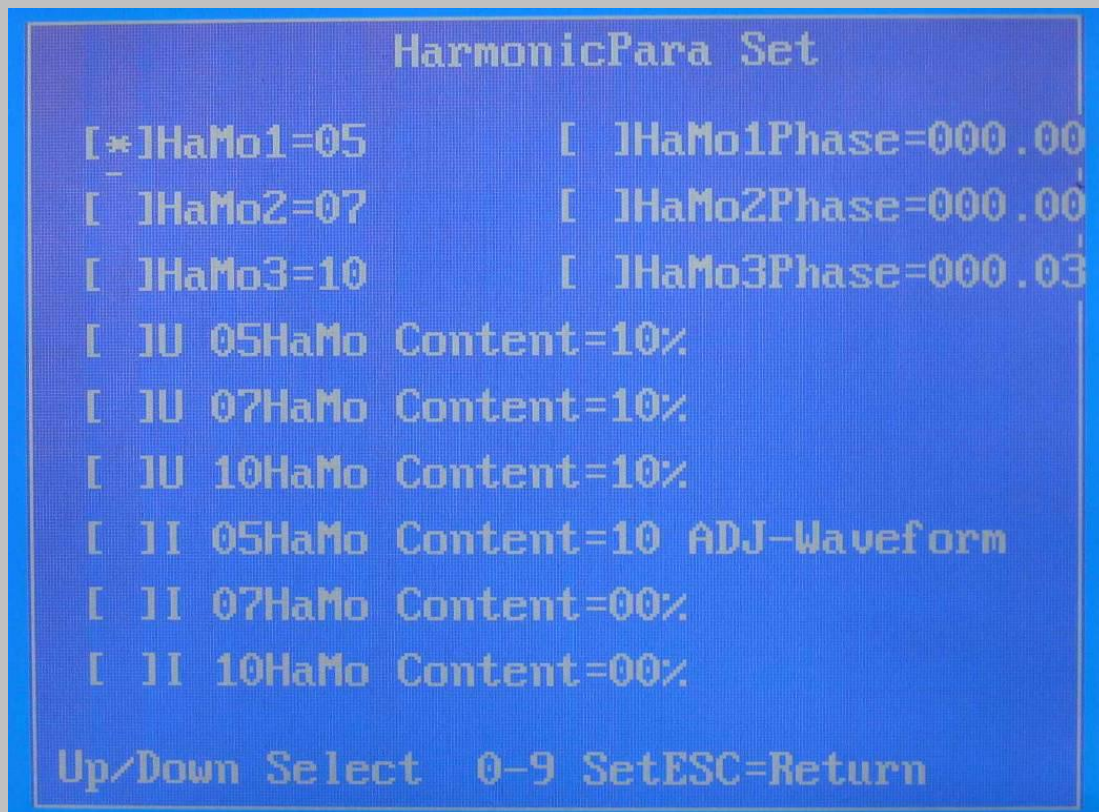 HarmonicPara Set
[*]HaMo1=05 [ ]HaMo1Phase=000.00
[ ]HaMo2=07 [ ]HaMo2Phase=000.00
[ ]HaMo3=10 [ ]HaMo3Phase=000.03
[ ]U 05HaMo Content=10%
[ ]U 07HaMo Content=10%
[ ]U 10HaMo Content=10%
[ ]I 05HaMo Content=10 ADJ-Waveform
[ ]I 07HaMo Content=00%
[ ]I 10HaMo Content=00%
Up/Down Select 0-9 SetESC=Return